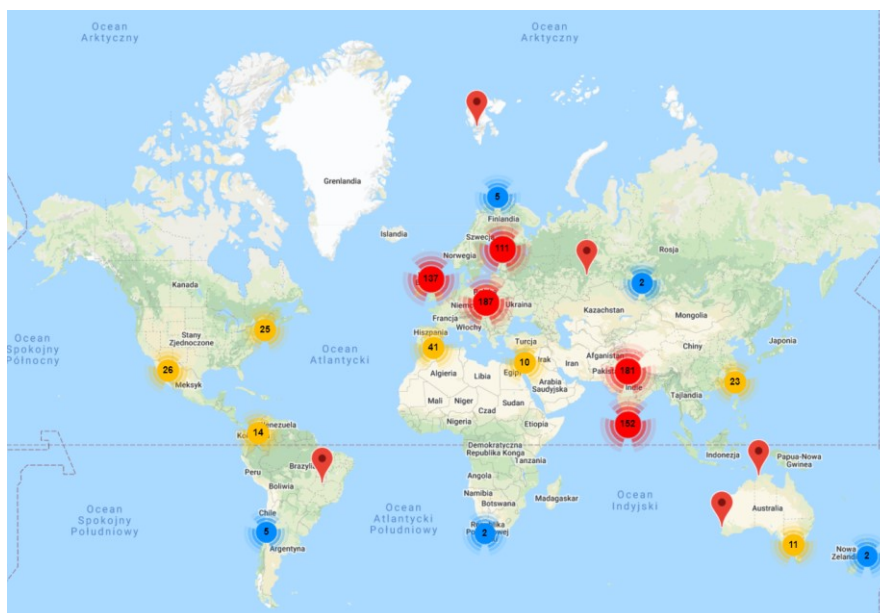 Ocean
Arktyczny
Ocean
Arktyczny
Grenlandia
5
Finlandia
Islandia
Szwecja
111
Norwegia
Rosja
Kanada
107
2
187
Ukraina
Kazachstan
Mongolia
Francja
Włochy
Ocean
Spokojny
Północny
Stany
Zjednoczone
25
Ocean
Atlantycki
Hiszpania
41
Turcja
10
Irak
Iran
Afganistan
Chiny
Japonia
26
Meksyk
Algieria
Libia
Egipt
Arabia
Saudyjska
181
Indie
23
Mali
Niger
Czad
Sudan
Tajlandia
Nigeria
Etiopia
192
14
Wenezuela
Demokratyczna
Republika Konga
Tanzania
Indonezja
Papua-Nowa
Gwinea
Peru
Brazylia
Boliwia
Angola
Namibia
Botswana
Madagaskar
Ocean
Indyjski
Ocean
Spokojny
Południowy
Ocean
Atlantycki
Południowy
Chile
5
Argentyna
2
Australia
11
Nowa
Zelandia
2